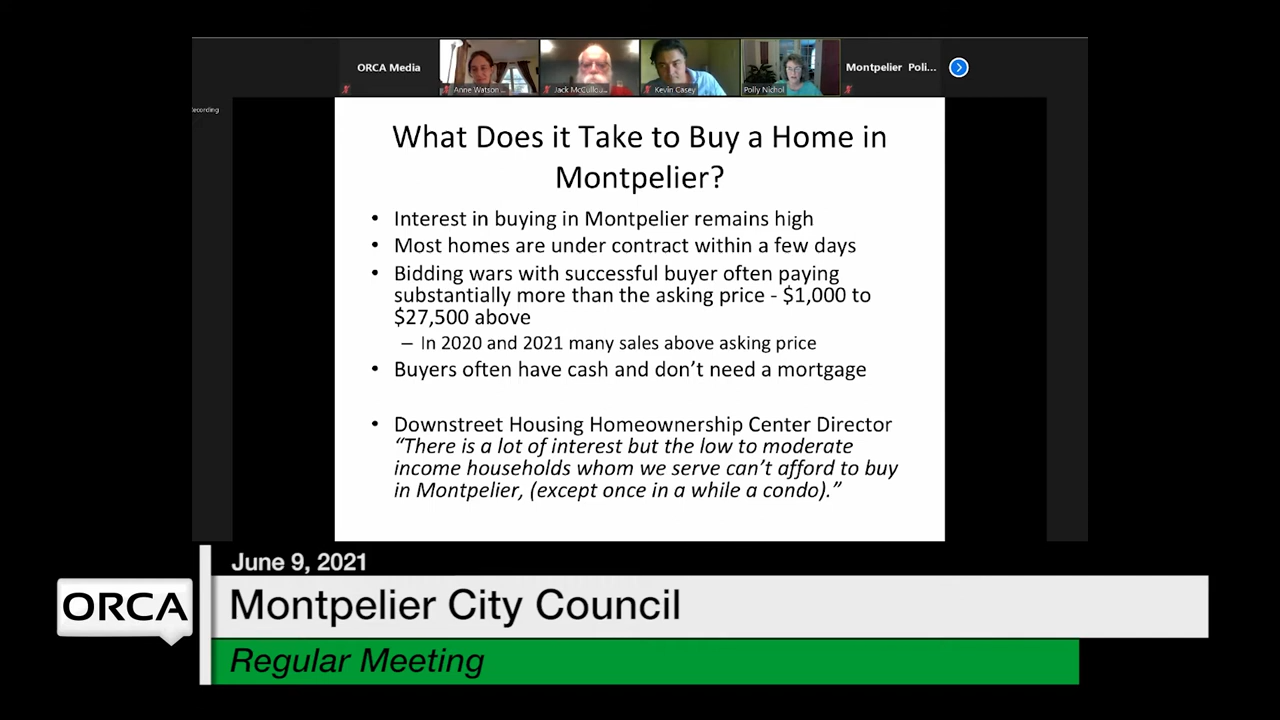 ORCA Media
Anne Watson...
Jack McCullou...
Kevin Casey
Polly Nichol
Montpelier Poli...
ecording
What Does it Take to Buy a Home in
Montpelier?
• Interest in buying in Montpelier remains high
• Most homes are under contract within a few days
• Bidding wars with successful buyer often paying
substantially more than the asking price - $1,000 to
$27,500 above
– In 2020 and 2021 many sales above asking price
• Buyers often have cash and don't need a mortgage
• Downstreet Housing Homeownership Center Director
“There is a lot of interest but the low to moderate
income households whom we serve can't afford to buy
in Montpelier, (except once in a while a condo).”
June 9, 2021
ORCA
Montpelier City Council
Regular Meeting